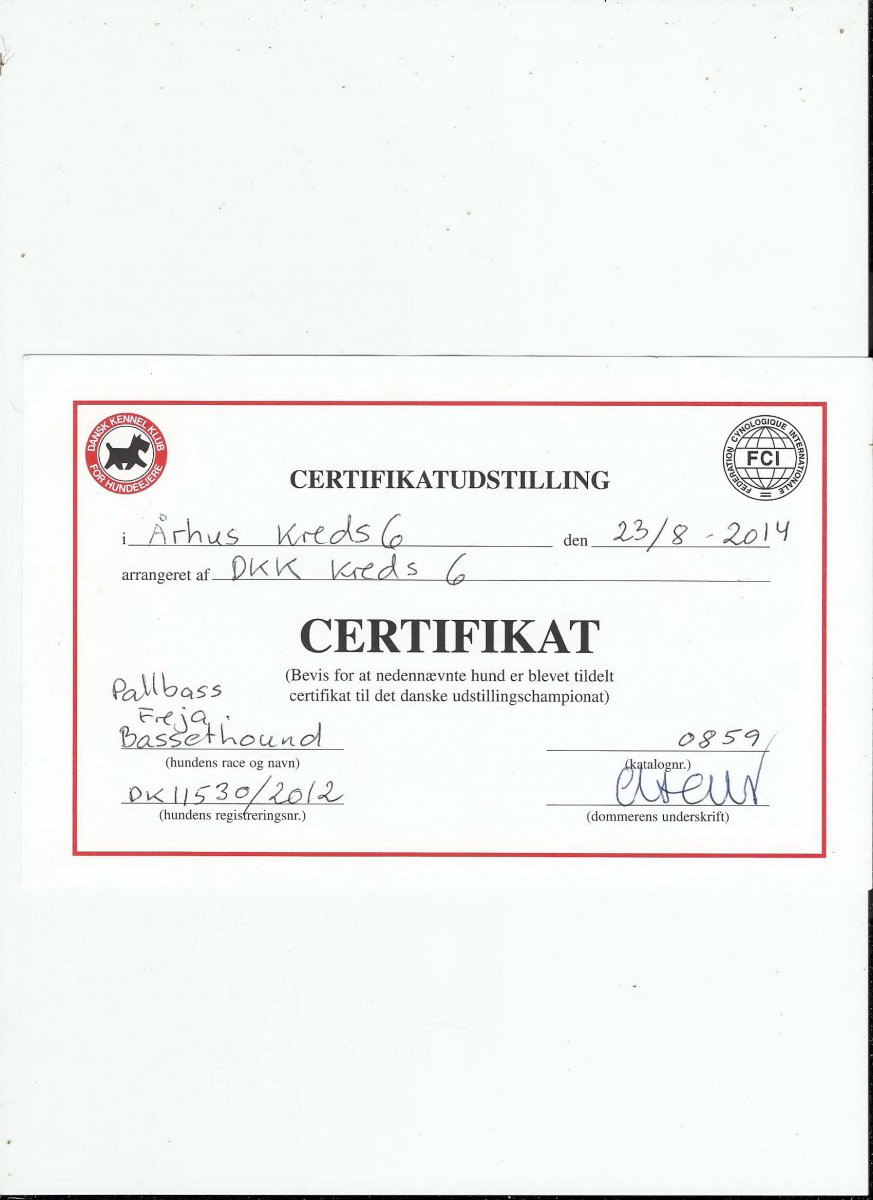 DANSK KENNEL KLUB
FOR HUNDEEJERE
FEDERATION CYNOLOGIQUE INTERNATIONALE
FCI
CERTIFIKATUDSTILLING
i Århus Kreds 6 den 23/8 - 2014
arrangeret af DKK Kreds 6
CERTIFIKAT
(Bevis for at nedennævnte hund er blevet tildelt
certifikat til det danske udstillingschampionat)
Pallbass
Freja.
Bassethound 0859
(hundens race og navn) (katalognr.)
DK11530/2012
(hundens registreringsnr.) (dommerens underskrift)